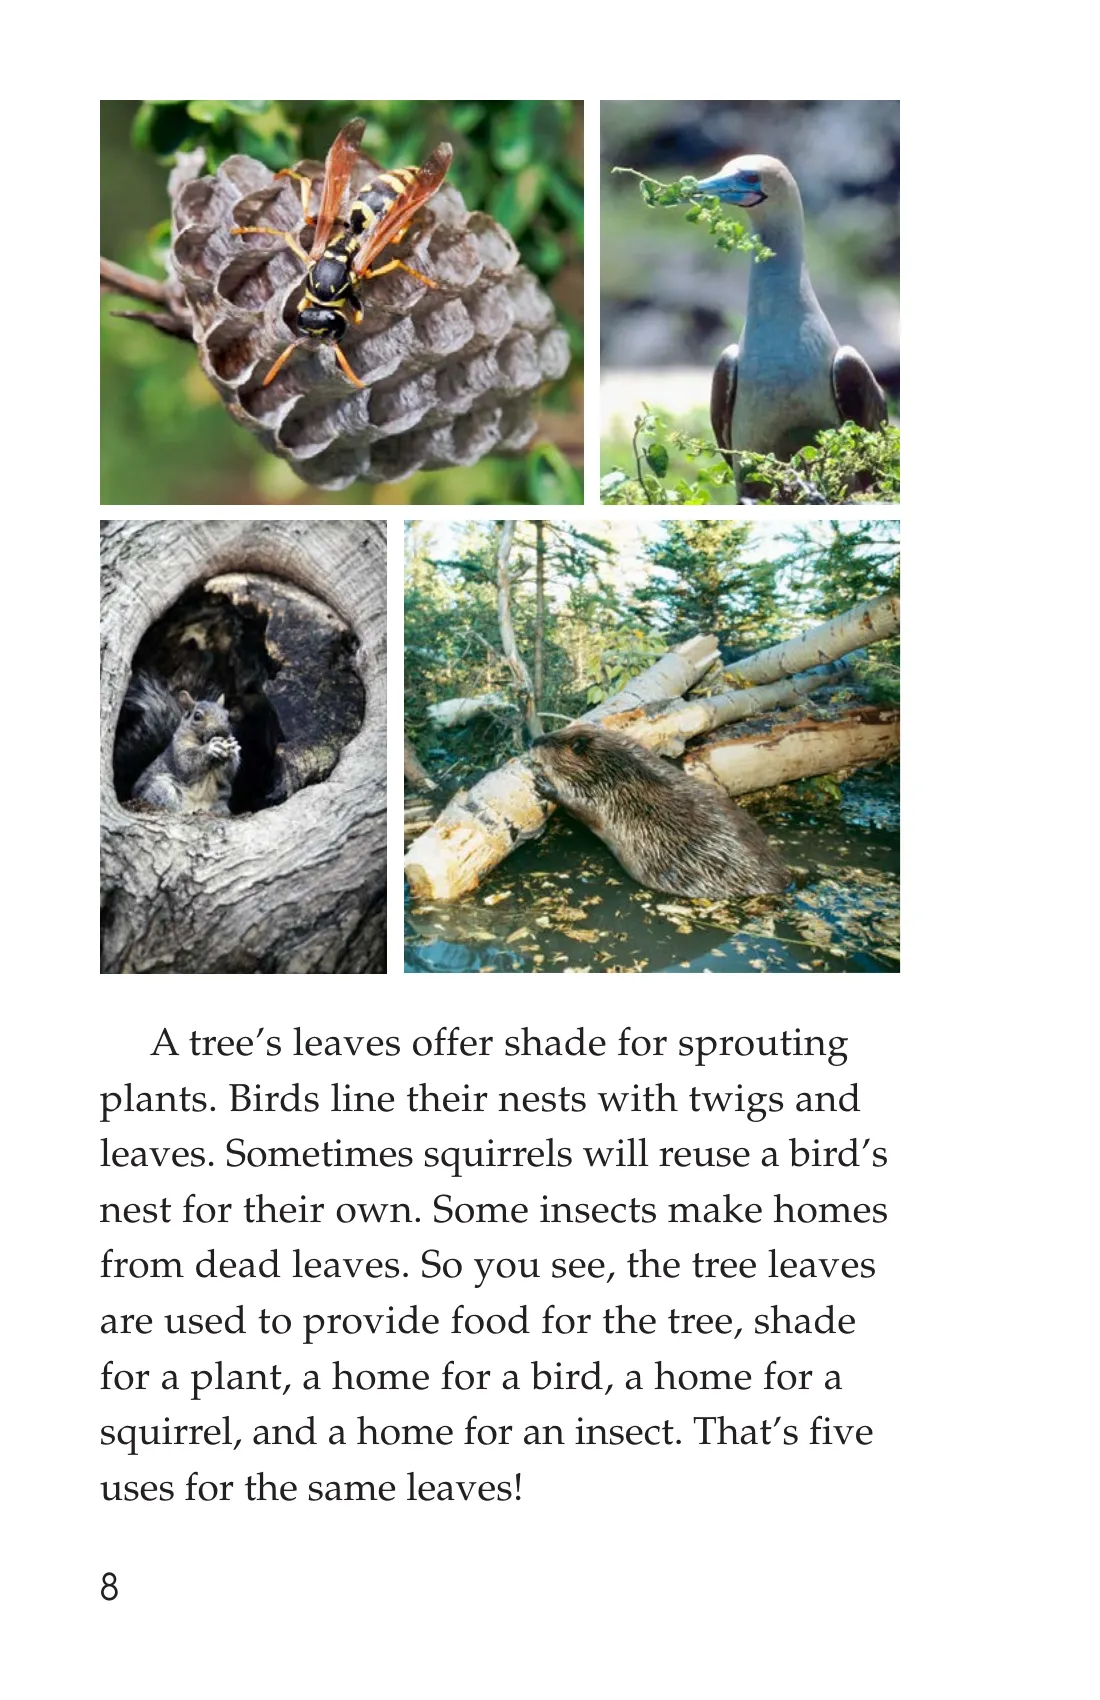 A tree’s leaves offer shade for sprouting
plants. Birds line their nests with twigs and
leaves. Sometimes squirrels will reuse a bird’s
nest for their own. Some insects make homes
from dead leaves. So you see, the tree leaves
are used to provide food for the tree, shade
for a plant, a home for a bird, a home for a
squirrel, and a home for an insect. That’s five
uses for the same leaves!
8